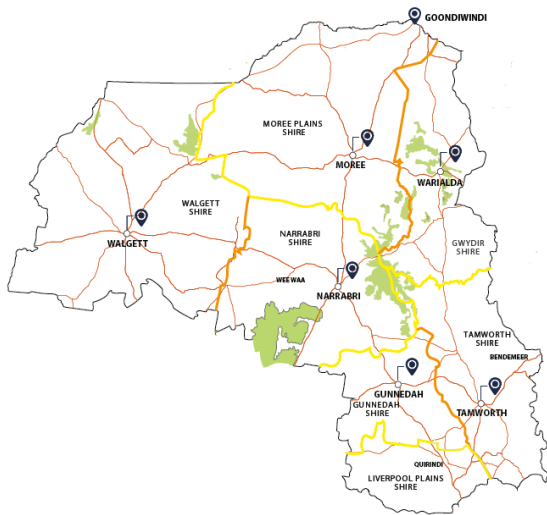 GOONDIWINDI
MOREE PLAINS
SHIRE
MOREE
WARIALDA
WALGETT
SHIRE
WALGETT
NARRABRI
SHIRE
GWYDIR
SHIRE
WEE WAA
NARRABRI
TAMWORTH
SHIRE
BENDEMEER
GUNNEDAH
GUNNEDAH
SHIRE
TAMWORTH
QUIRINDI
LIVERPOOL PLAINS
SHIRE